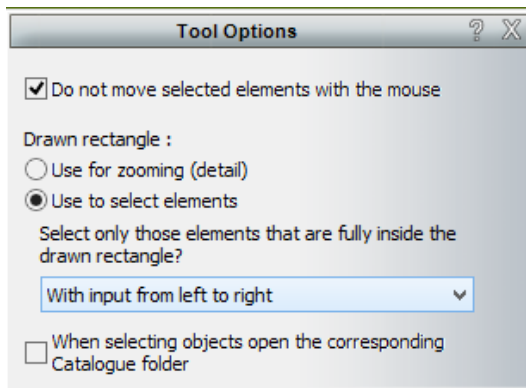 Tool Options
Do not move selected elements with the mouse
Drawn rectangle :
Use for zooming (detail)
Use to select elements
Select only those elements that are fully inside the
drawn rectangle?
With input from left to right
When selecting objects open the corresponding
Catalogue folder